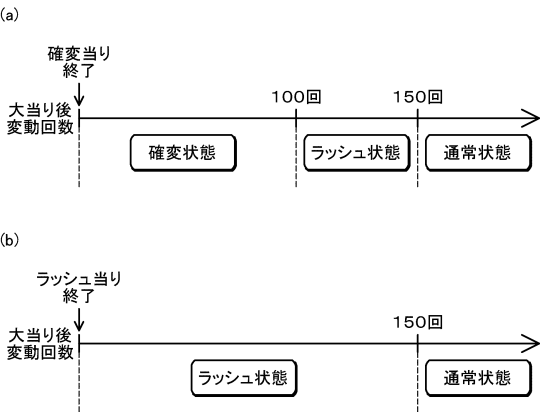 (a)
確変当り
終了
100回
150回
大当り後
変動回数
確変状態
ラッシュ状態
通常状態
(b)
ラッシュ当り
終了
150回
大当り後
変動回数
ラッシュ状態
通常状態